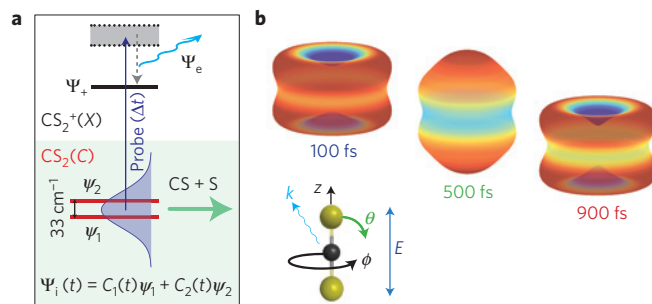 a
Ψ₊
Ψₑ
CS₂⁺(X)
Probe (Δt)
CS₂(C)
ψ₂
33 cm⁻¹
CS + S
ψ₁
Ψᵢ (t) = C₁(t)ψ₁ + C₂(t)ψ₂
b
100 fs
500 fs
900 fs
z
k
θ
E
ϕ